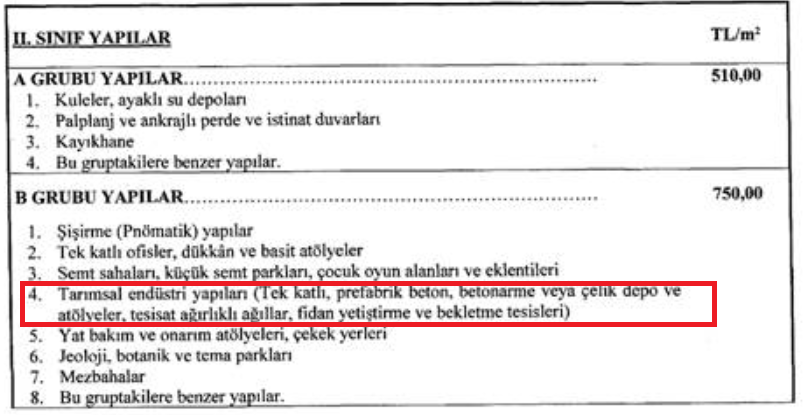 II. SINIF YAPILAR TL/m²
A GRUBU YAPILAR........................................................................ 510,00
1. Kuleler, ayaklı su depoları
2. Palplanj ve ankrajlı perde ve istinat duvarları
3. Kayıkhane
4. Bu gruptakilere benzer yapılar.
B GRUBU YAPILAR........................................................................ 750,00
1. Şişirme (Pnömatik) yapılar
2. Tek katlı ofisler, dükkân ve basit atölyeler
3. Semt sahaları, küçük semt parkları, çocuk oyun alanları ve eklentileri
4. Tarımsal endüstri yapıları (Tek katlı, prefabrik beton, betonarme veya çelik depo ve
atölyeler, tesisat ağırlıklı ağıllar, fidan yetiştirme ve bekletme tesisleri)
5. Yat bakım ve onarım atölyeleri, çekek yerleri
6. Jeoloji, botanik ve tema parkları
7. Mezbahalar
8. Bu gruptakilere benzer yapılar.